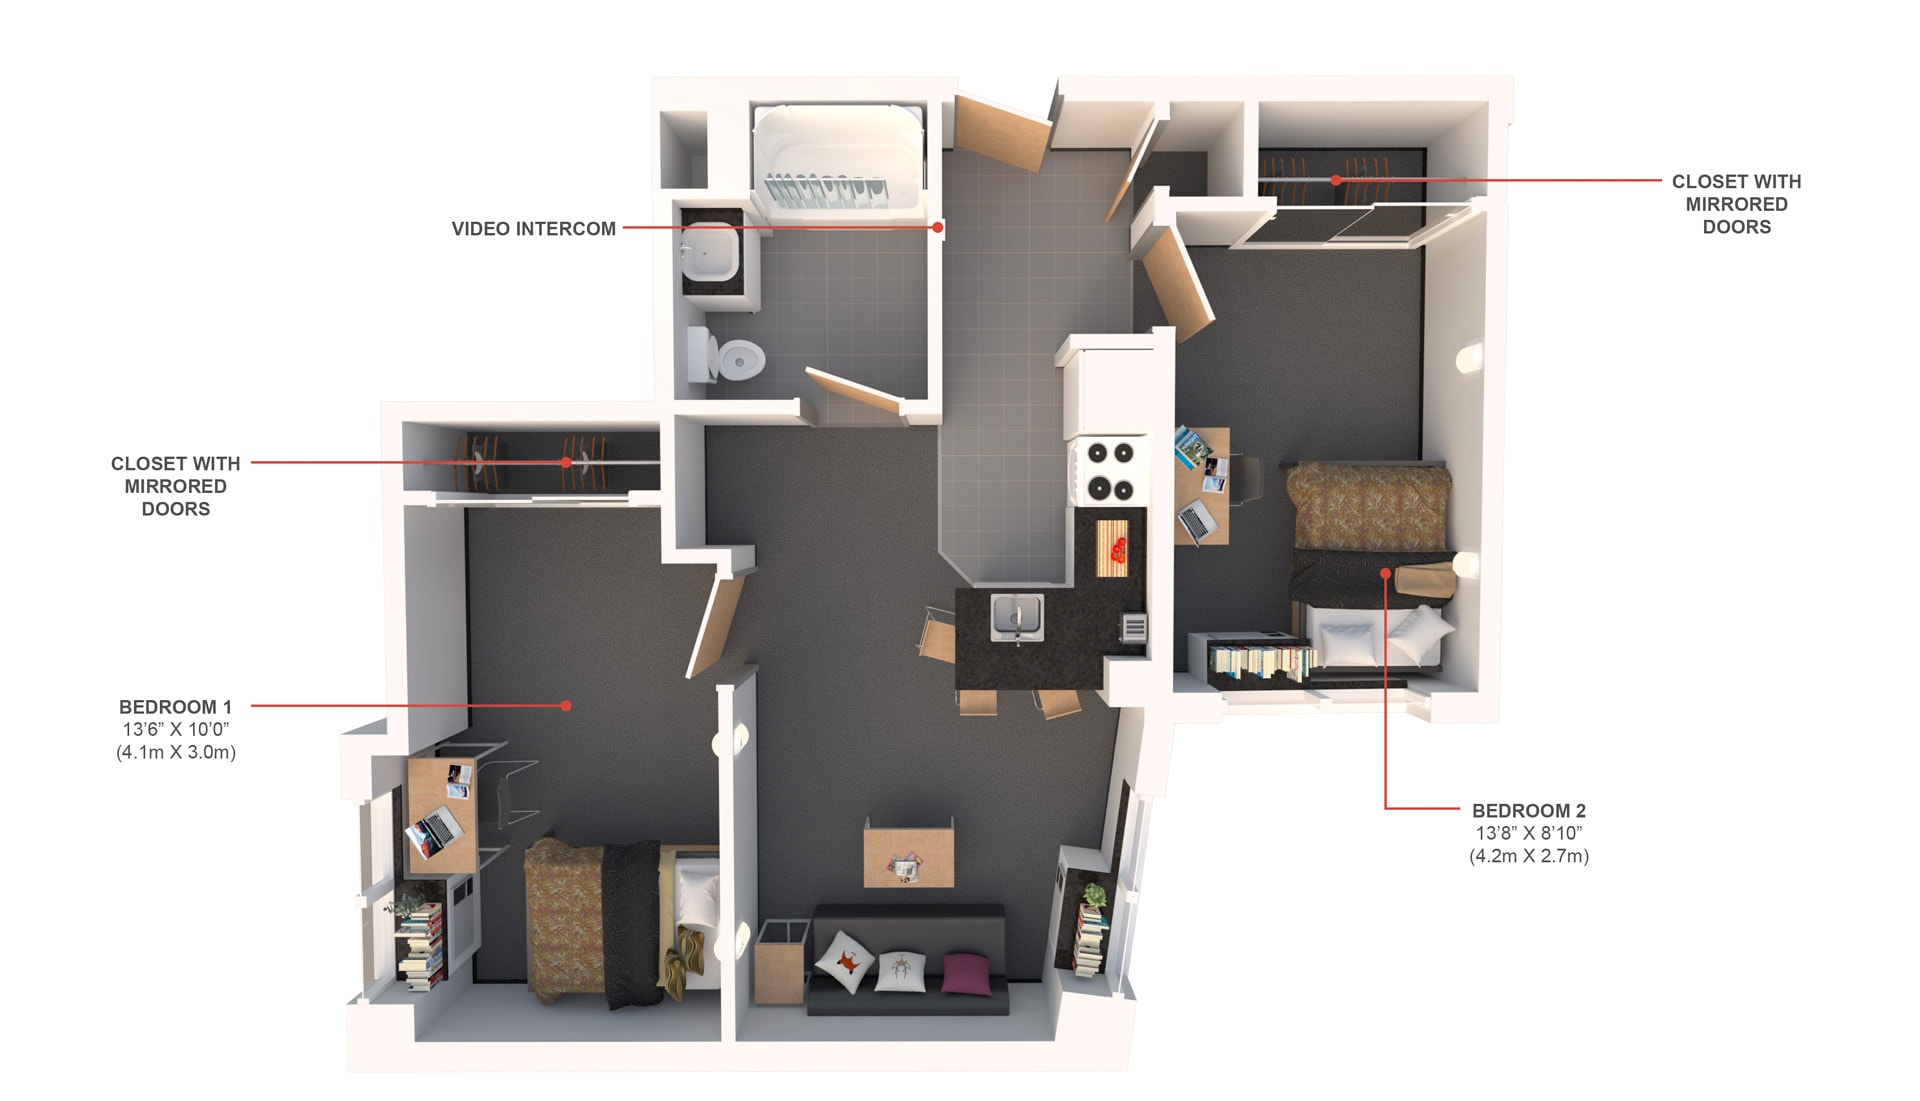 VIDEO INTERCOM
CLOSET WITH
MIRRORED
DOORS
CLOSET WITH
MIRRORED
DOORS
BEDROOM 1
13’6” X 10’0”
(4.1m X 3.0m)
BEDROOM 2
13’8” X 8’10”
(4.2m X 2.7m)